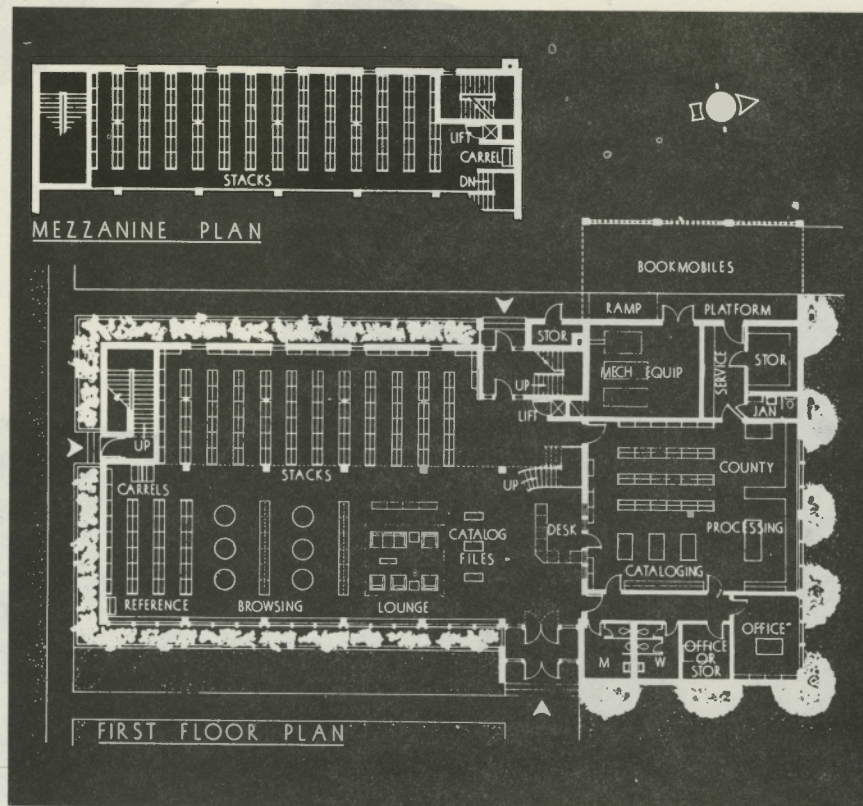 LIFT
CARREL
STACKS
DN
MEZZANINE PLAN
BOOKMOBILES
RAMP
PLATFORM
STOR
MECH EQUIP
SERVICE
STOR
UP
LIFT
JAN
UP
STACKS
UP
COUNTY
CARRELS
CATALOG
FILES
DESK
PROCESSING
CATALOGING
REFERENCE
BROWSING
LOUNGE
M
W
OFFICE
OR
STOR
OFFICE
FIRST FLOOR PLAN